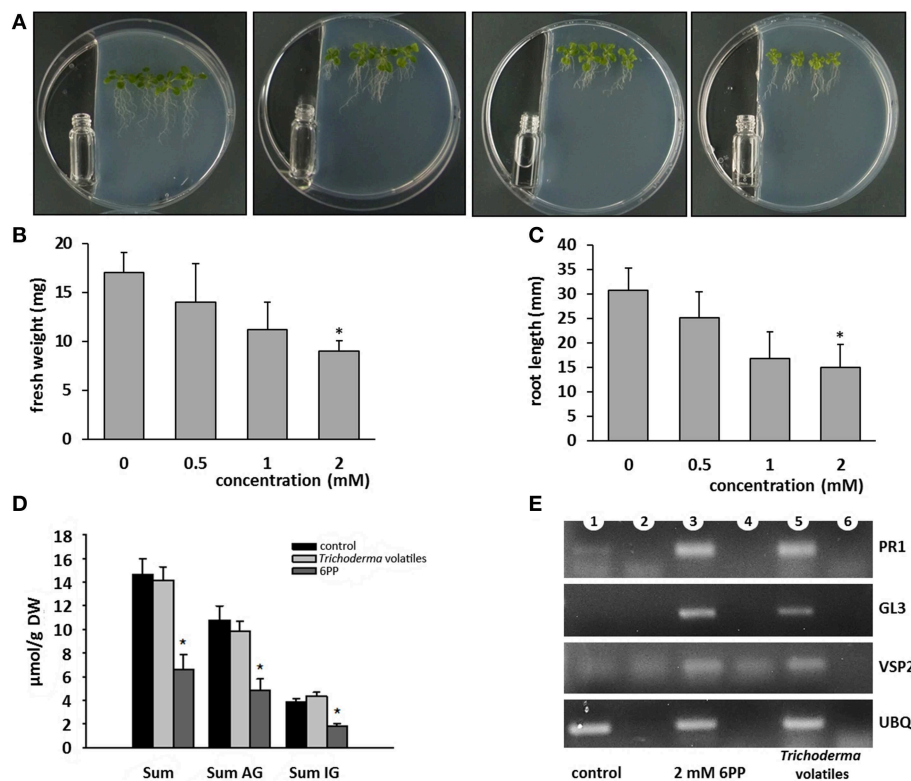 A
B
20
15
10
5
0
fresh weight (mg)
*
0 0.5 1 2
concentration (mM)
C
40
35
30
25
20
15
10
5
0
root length (mm)
*
0 0.5 1 2
concentration (mM)
D
18
16
14
12
10
8
6
4
2
0
µmol/g DW
control
Trichoderma volatiles
6PP
*
*
*
Sum Sum AG Sum IG
E
1 2 3 4 5 6
PR1
GL3
VSP2
UBQ
control 2 mM 6PP Trichoderma
volatiles